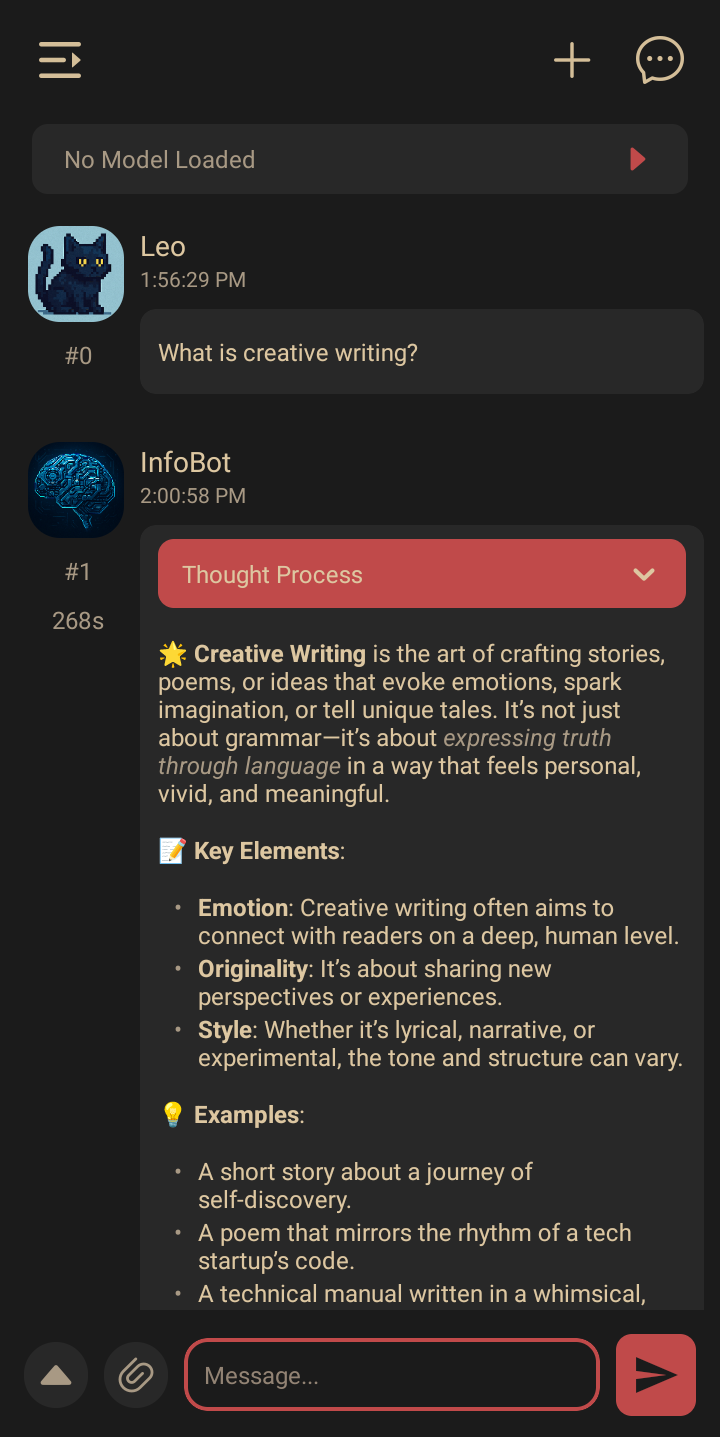 No Model Loaded
Leo
1:56:29 PM
#0
What is creative writing?
InfoBot
2:00:58 PM
#1
268s
Thought Process
🌟 Creative Writing is the art of crafting stories,
poems, or ideas that evoke emotions, spark
imagination, or tell unique tales. It’s not just
about grammar—it’s about expressing truth
through language in a way that feels personal,
vivid, and meaningful.
📝 Key Elements:
• Emotion: Creative writing often aims to
connect with readers on a deep, human level.
• Originality: It’s about sharing new
perspectives or experiences.
• Style: Whether it’s lyrical, narrative, or
experimental, the tone and structure can vary.
💡 Examples:
• A short story about a journey of
self-discovery.
• A poem that mirrors the rhythm of a tech
startup’s code.
• A technical manual written in a whimsical,
Message...